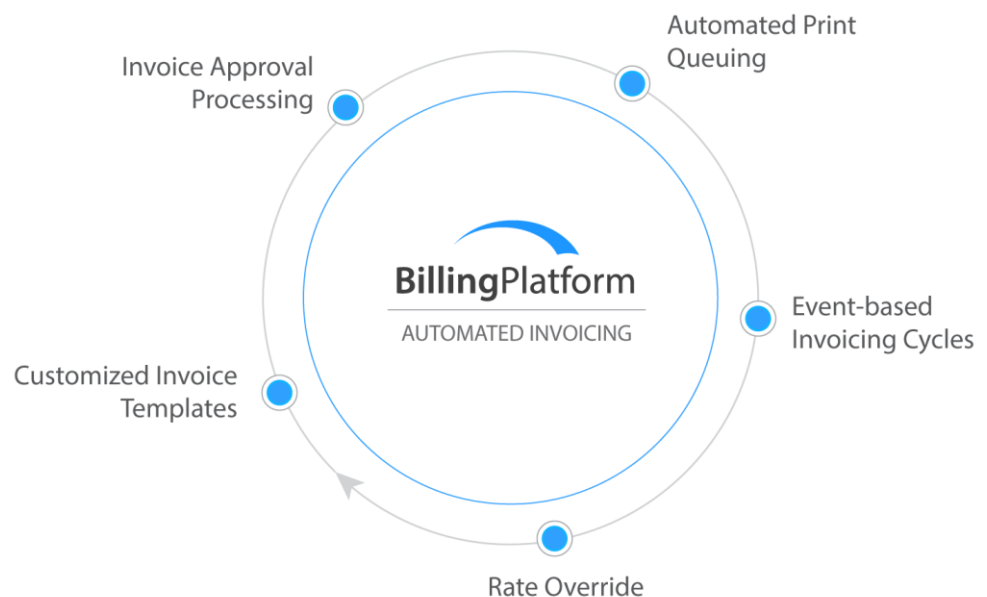 Automated Print
Queuing
Invoice Approval
Processing
BillingPlatform
AUTOMATED INVOICING
Event-based
Invoicing Cycles
Customized Invoice
Templates
Rate Override